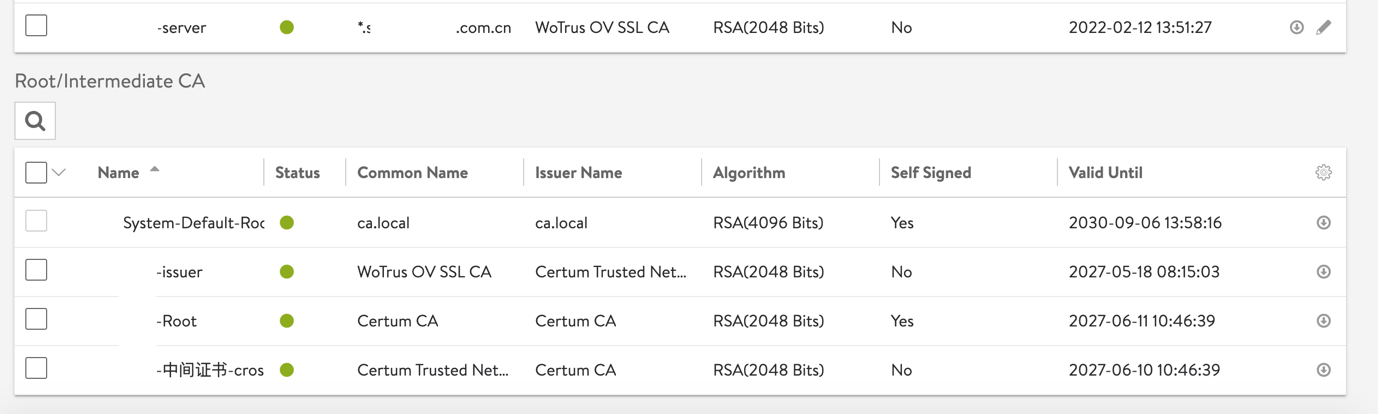 -server *.s .com.cn WoTrus OV SSL CA RSA(2048 Bits) No 2022-02-12 13:51:27
Root/Intermediate CA
Name Status Common Name Issuer Name Algorithm Self Signed Valid Until
System-Default-Roo ca.local ca.local RSA(4096 Bits) Yes 2030-09-06 13:58:16
-issuer WoTrus OV SSL CA Certum Trusted Net... RSA(2048 Bits) No 2027-05-18 08:15:03
-Root Certum CA Certum CA RSA(2048 Bits) Yes 2027-06-11 10:46:39
-中间证书-cros Certum Trusted Net... Certum CA RSA(2048 Bits) No 2027-06-10 10:46:39